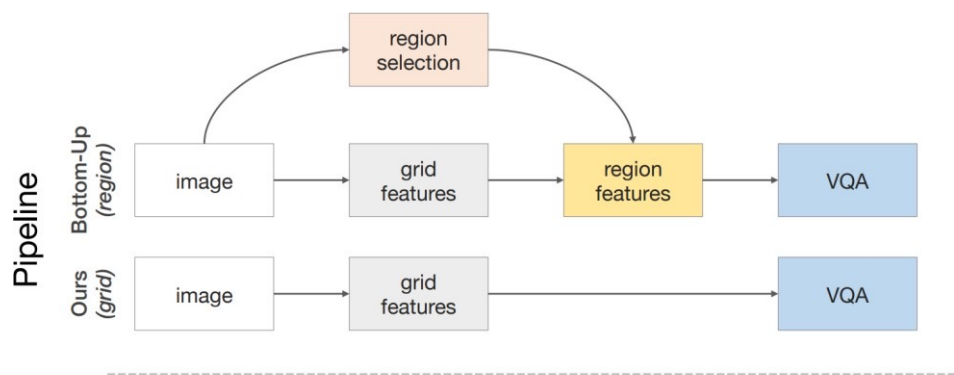 Pipeline
Bottom-Up
(region)
region
selection
image
grid
features
region
features
VQA
Ours
(grid)
image
grid
features
VQA